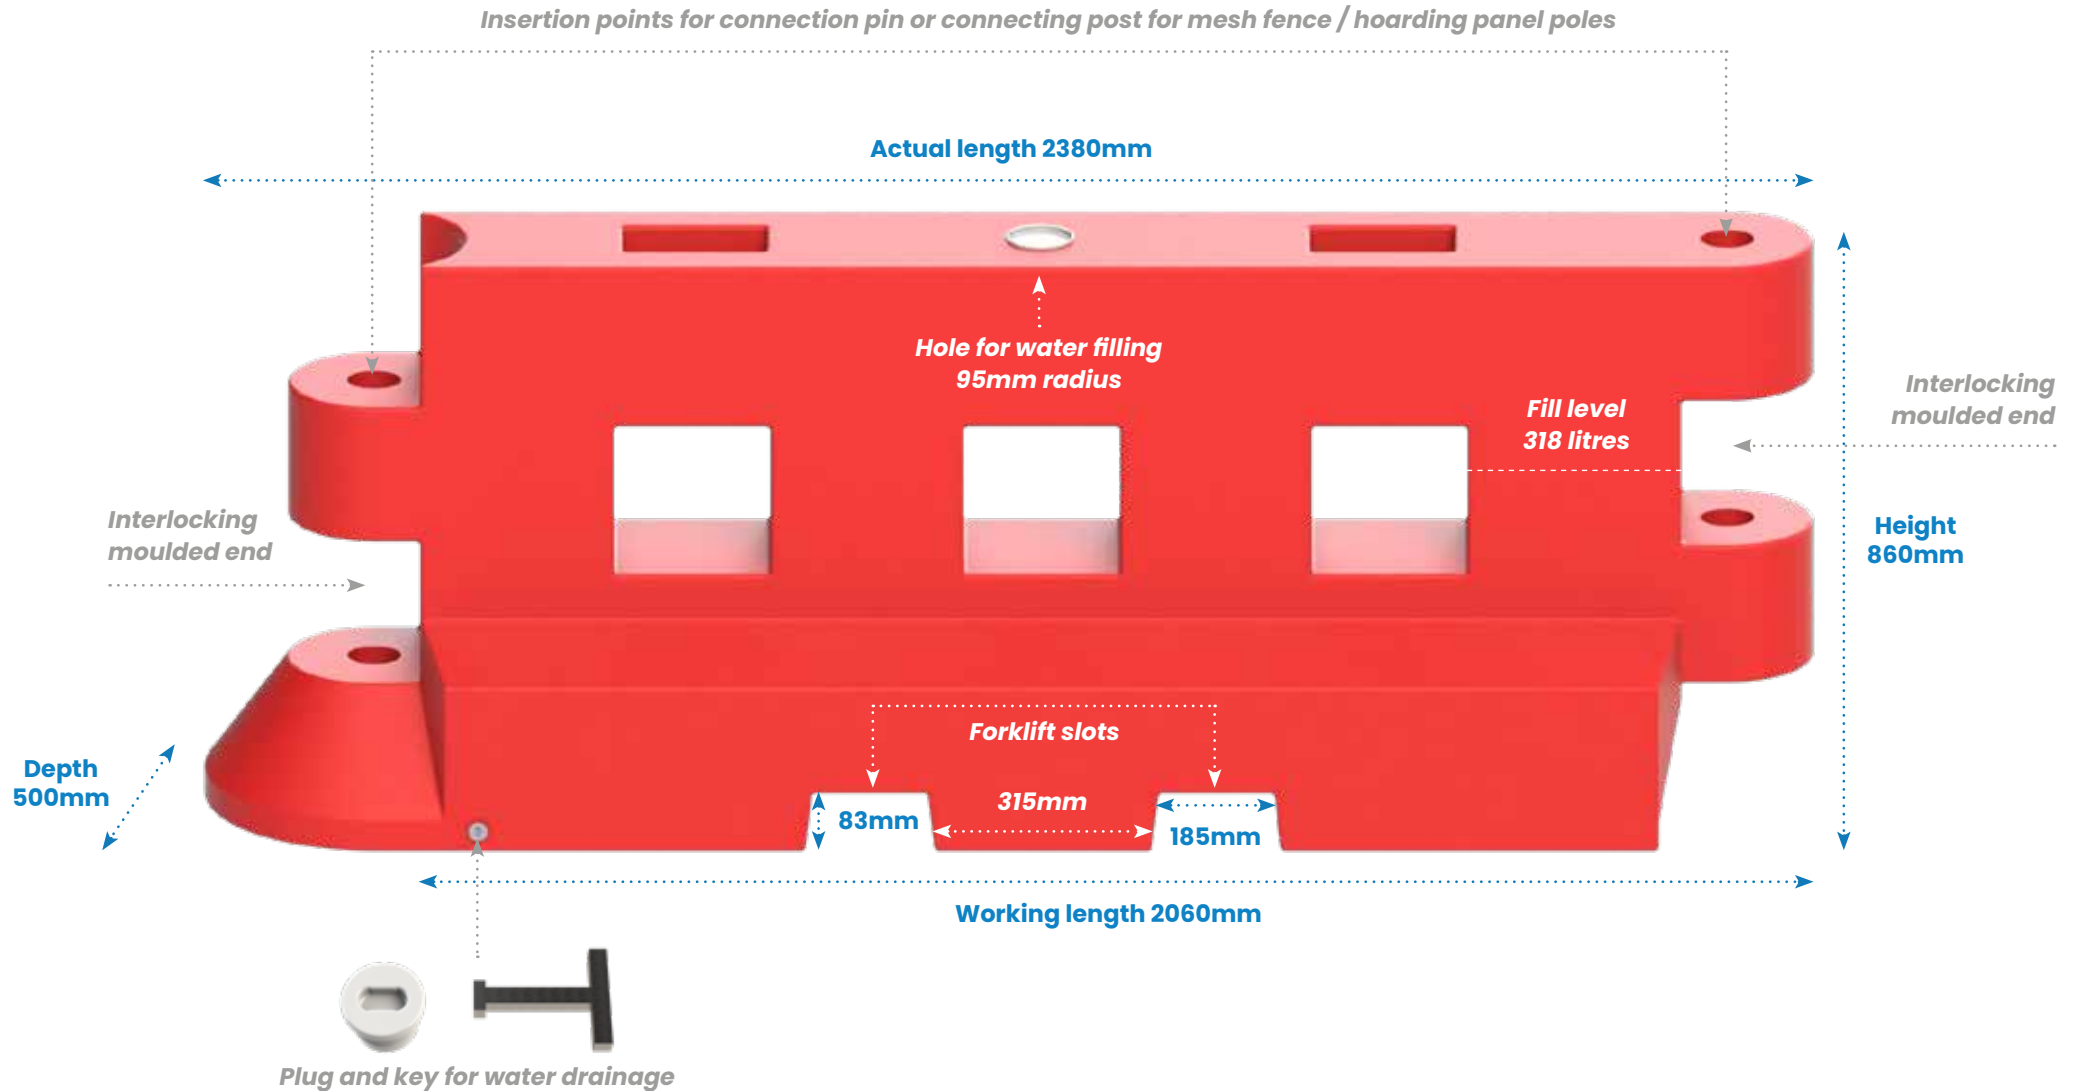 Insertion points for connection pin or connecting post for mesh fence / hoarding panel poles
Actual length 2380mm
Hole for water filling
95mm radius
Fill level
318 litres
Interlocking
moulded end
Interlocking
moulded end
Height
860mm
Forklift slots
Depth
500mm
83mm
315mm
185mm
Working length 2060mm
Plug and key for water drainage